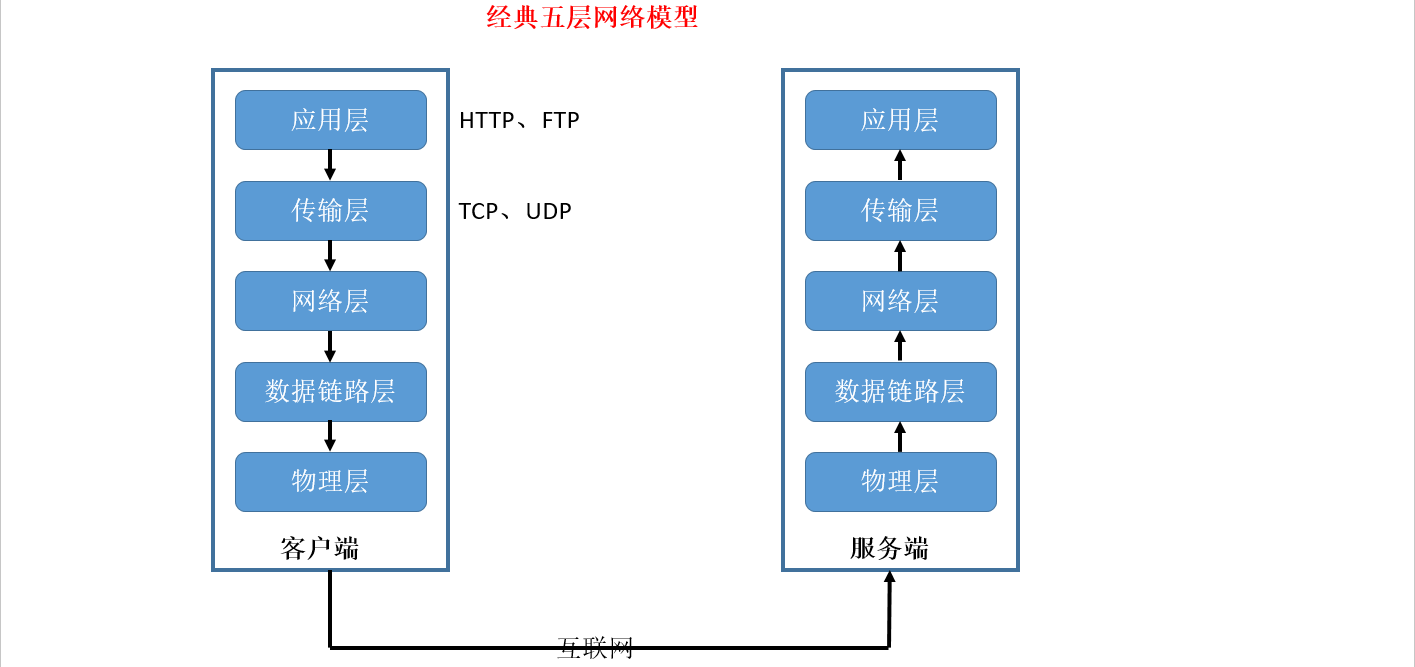 经典五层网络模型
应用层
HTTP、FTP
传输层
TCP、UDP
网络层
数据链路层
物理层
客户端
应用层
传输层
网络层
数据链路层
物理层
服务端
互联网